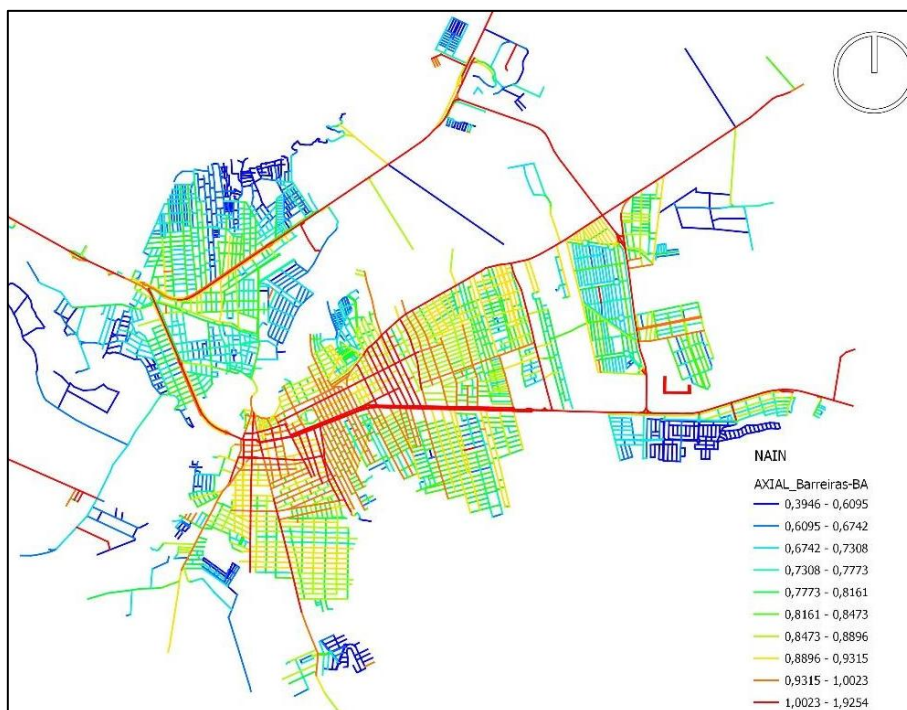 NAIN
AXIAL_Barreiras-BA
0,3946 - 0,6095
0,6095 - 0,6742
0,6742 - 0,7308
0,7308 - 0,7773
0,7773 - 0,8161
0,8161 - 0,8473
0,8473 - 0,8896
0,8896 - 0,9315
0,9315 - 1,0023
1,0023 - 1,9254